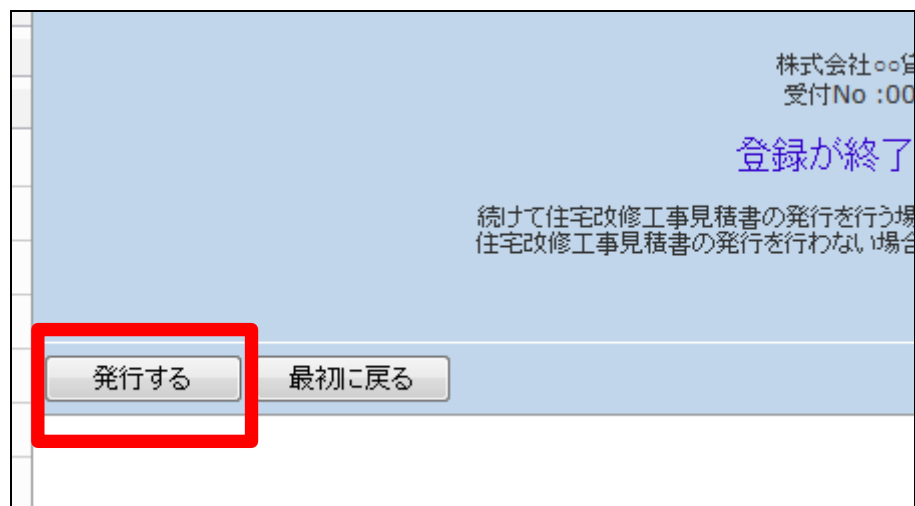 株式会社○○貸
受付No :00
登録が終了
続けて住宅改修工事見積書の発行を行う場
住宅改修工事見積書の発行を行わない場合
発行する
最初に戻る